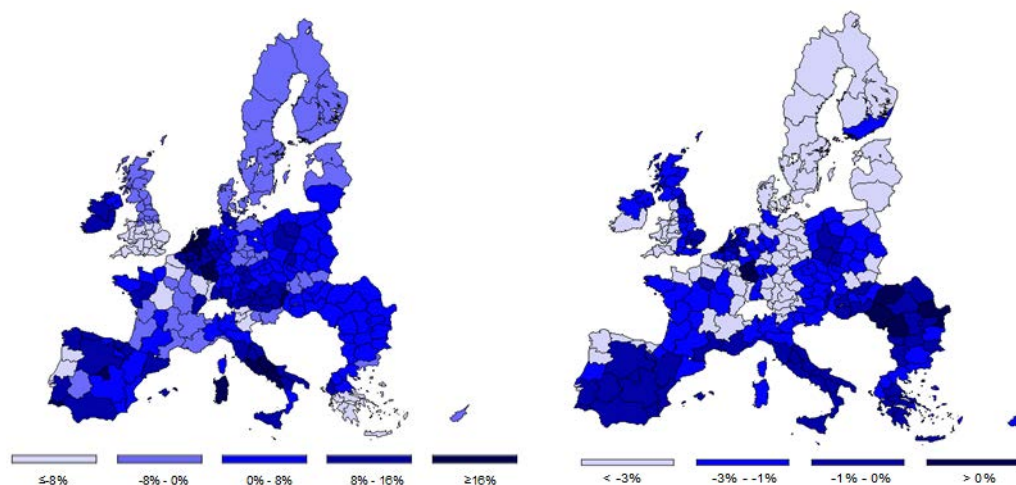 ≤-8% -8% - 0% 0% - 8% 8% - 16% ≥16%
< -3% -3% - -1% -1% - 0% > 0 %